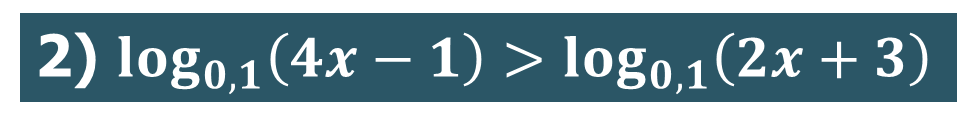 2) log₀,₁(4x − 1) > log₀,₁(2x + 3)